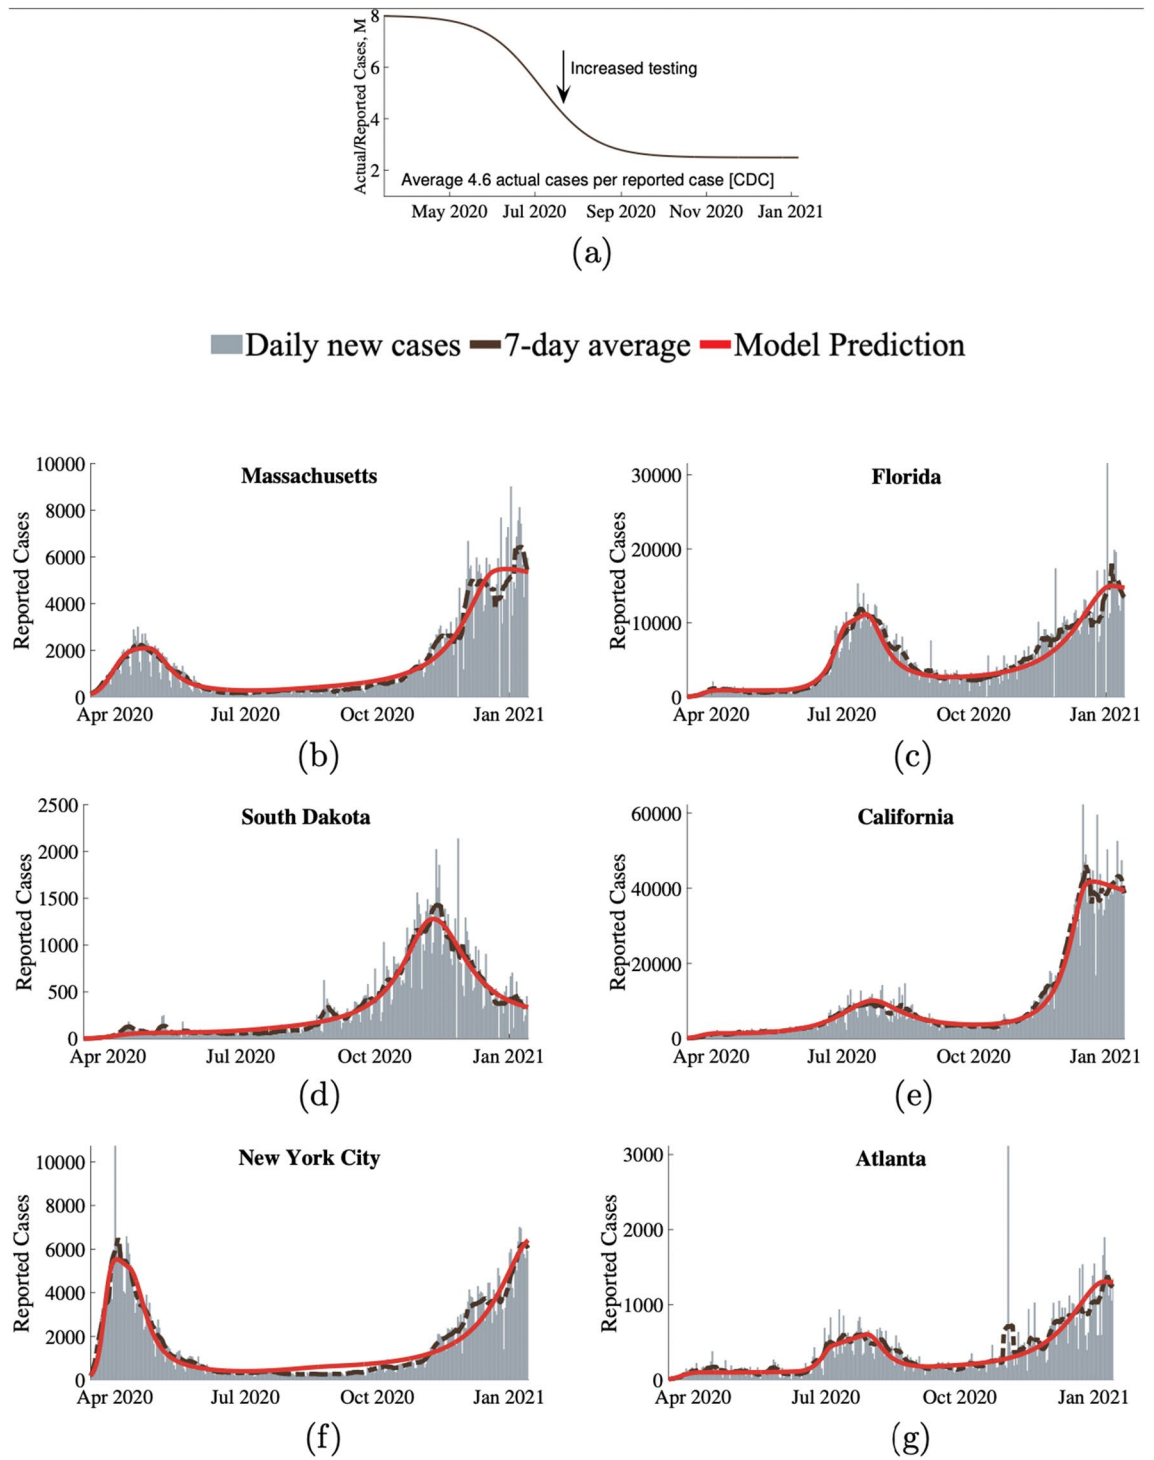 Actual/Reported Cases, M
8
6
4
2
Increased testing
Average 4.6 actual cases per reported case [CDC]
May 2020 Jul 2020 Sep 2020 Nov 2020 Jan 2021
(a)
Daily new cases 7-day average Model Prediction
Massachusetts
Reported Cases
10000
8000
6000
4000
2000
0
Apr 2020 Jul 2020 Oct 2020 Jan 2021
(b)
Florida
Reported Cases
30000
20000
10000
0
Apr 2020 Jul 2020 Oct 2020 Jan 2021
(c)
South Dakota
Reported Cases
2500
2000
1500
1000
500
0
Apr 2020 Jul 2020 Oct 2020 Jan 2021
(d)
California
Reported Cases
60000
40000
20000
0
Apr 2020 Jul 2020 Oct 2020 Jan 2021
(e)
New York City
Reported Cases
10000
8000
6000
4000
2000
0
Apr 2020 Jul 2020 Oct 2020 Jan 2021
(f)
Atlanta
Reported Cases
3000
2000
1000
0
Apr 2020 Jul 2020 Oct 2020 Jan 2021
(g)